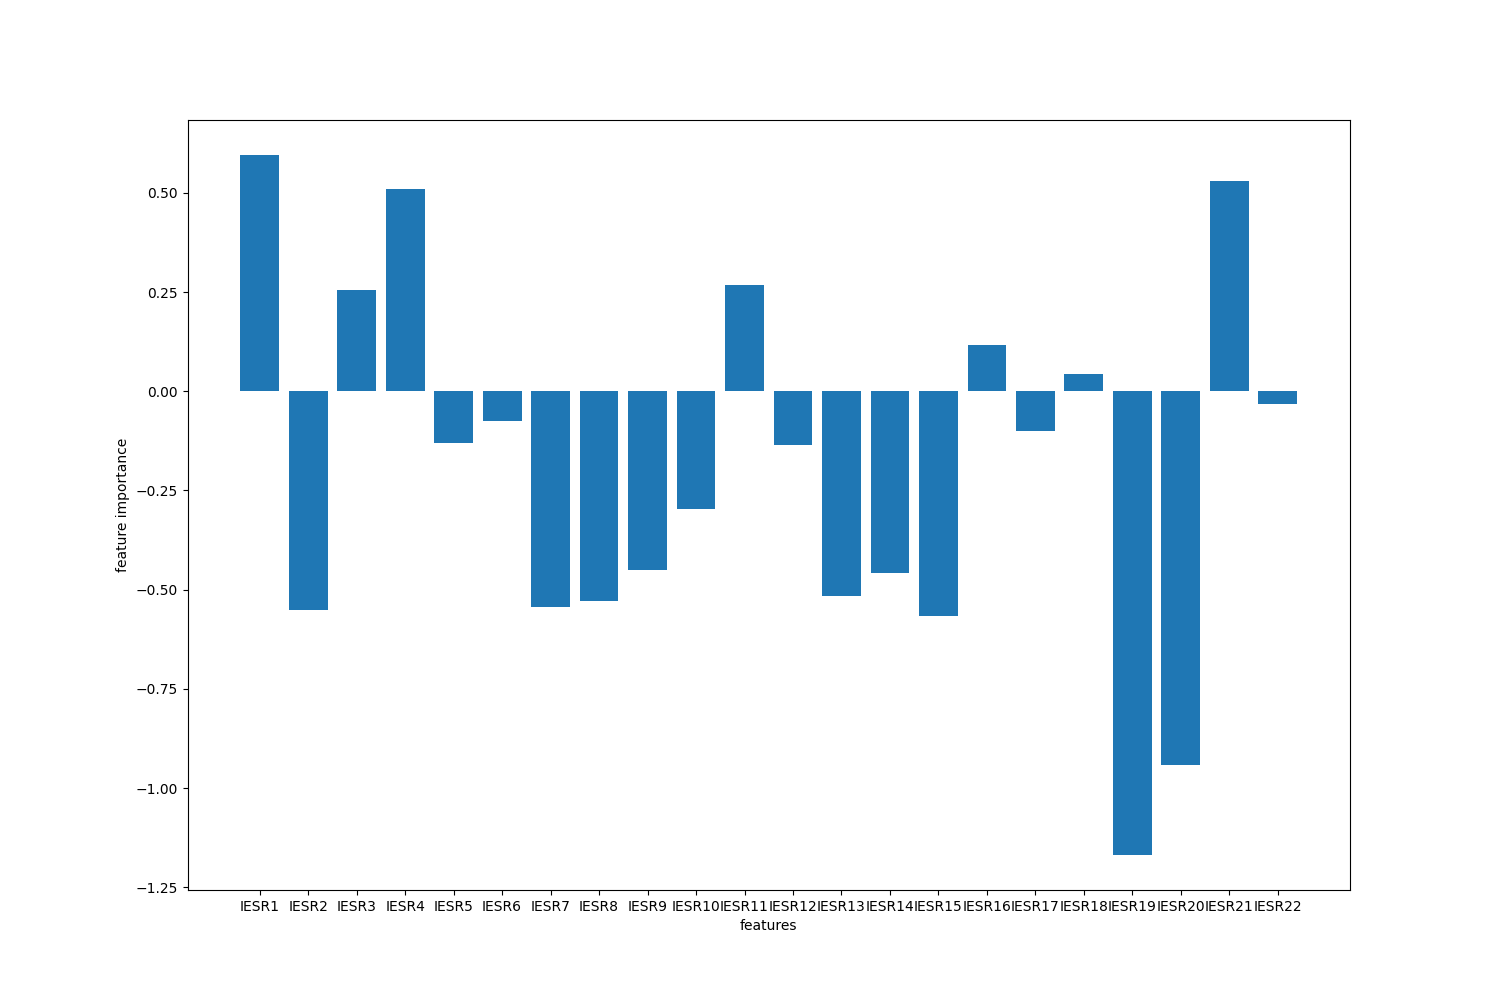 0.50
0.25
0.00
−0.25
−0.50
−0.75
−1.00
−1.25
feature importance
IESR1 IESR2 IESR3 IESR4 IESR5 IESR6 IESR7 IESR8 IESR9 IESR10 IESR11 IESR12 IESR13 IESR14 IESR15 IESR16 IESR17 IESR18 IESR19 IESR20 IESR21 IESR22
features